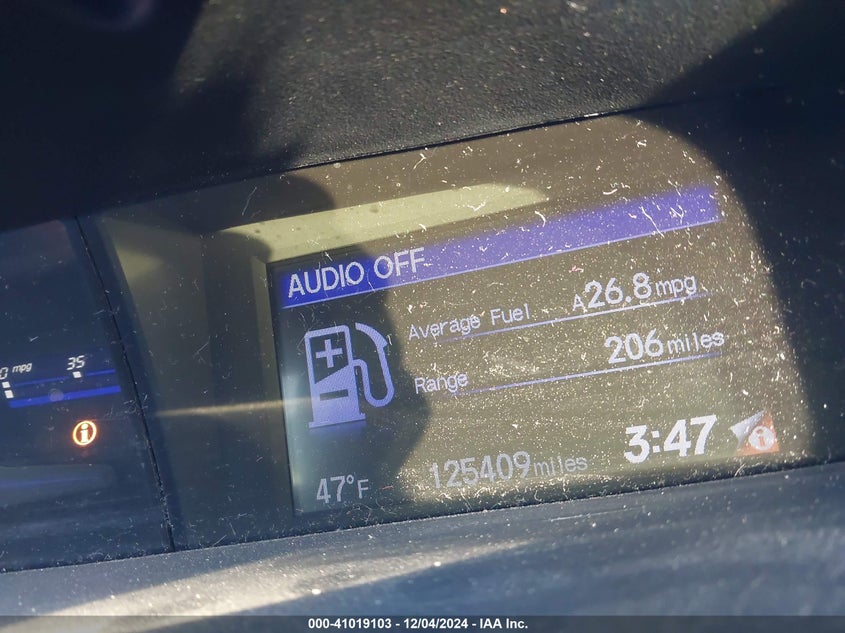 AUDIO OFF
Average Fuel A26.8mpg
Range 206miles
mpg 35
47°F 125409miles 3:47
000-41019103 - 12/04/2024 - IAA Inc.